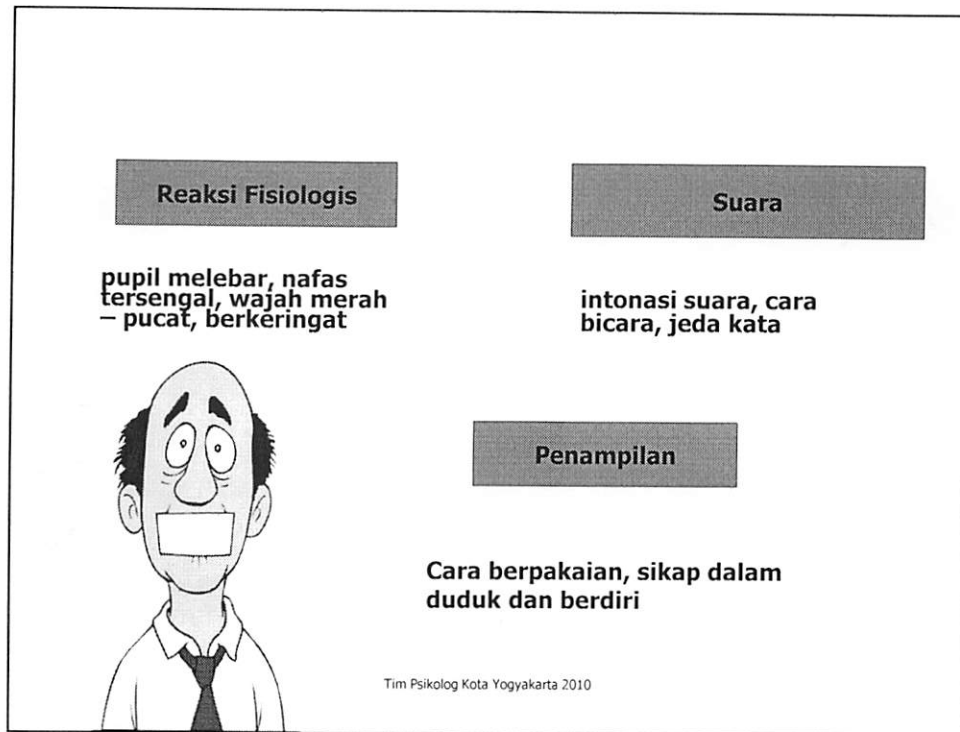 Reaksi Fisiologis
pupil melebar, nafas
tersengal, wajah merah
– pucat, berkeringat
Suara
intonasi suara, cara
bicara, jeda kata
Penampilan
Cara berpakaian, sikap dalam
duduk dan berdiri
Tim Psikolog Kota Yogyakarta 2010